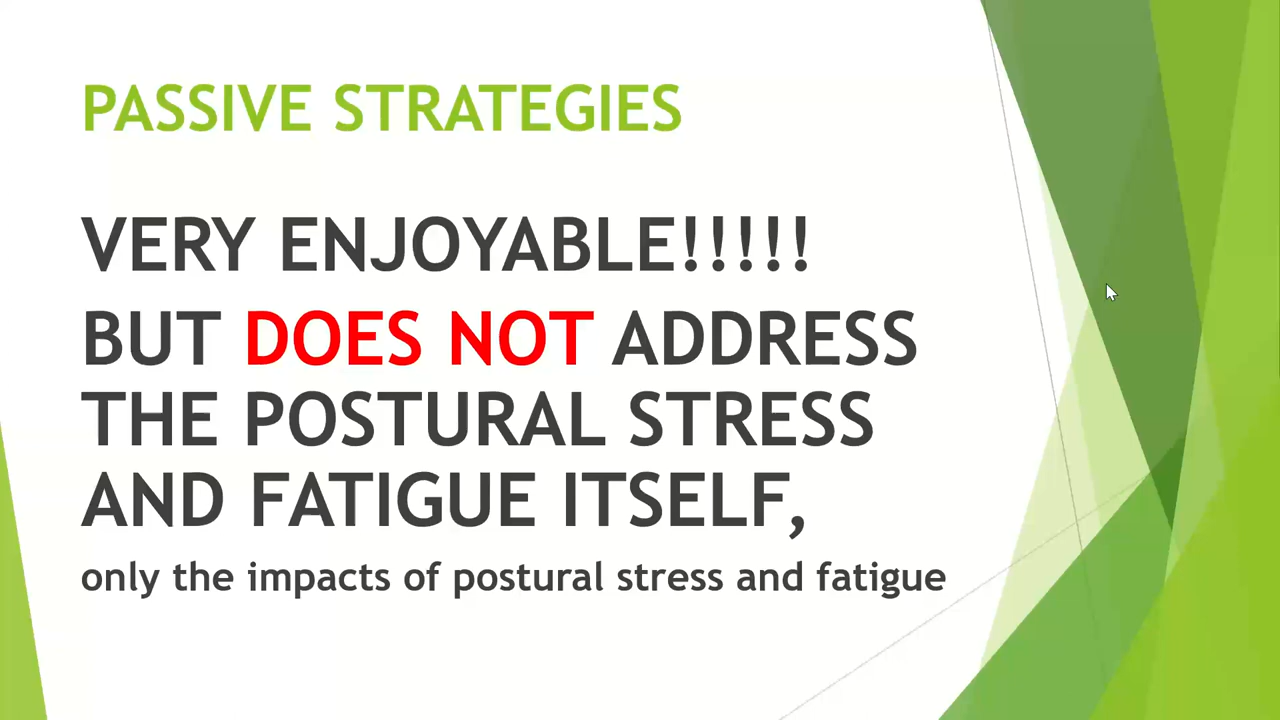 PASSIVE STRATEGIES
VERY ENJOYABLE!!!!!
BUT DOES NOT ADDRESS
THE POSTURAL STRESS
AND FATIGUE ITSELF,
only the impacts of postural stress and fatigue